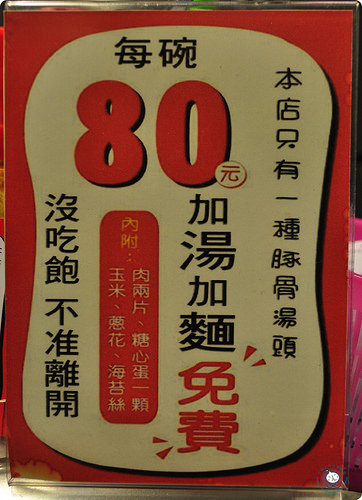 每碗
80元
本店只有一種豚骨湯頭
加湯加麵免費
內附：肉兩片、糖心蛋一顆
玉米、蔥花、海苔絲
沒吃飽 不准離開